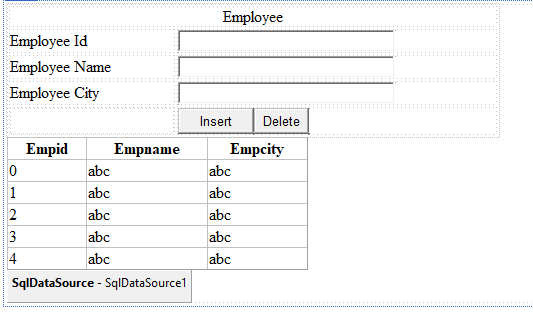 Employee
Employee Id
Employee Name
Employee City
Insert Delete
Empid Empname Empcity
0 abc abc
1 abc abc
2 abc abc
3 abc abc
4 abc abc
SqlDataSource - SqlDataSource1